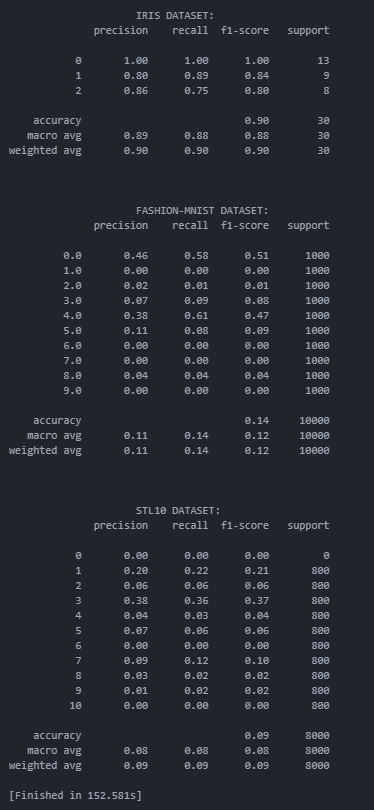 IRIS DATASET:
precision recall f1-score support
0 1.00 1.00 1.00 13
1 0.80 0.89 0.84 9
2 0.86 0.75 0.80 8
accuracy 0.90 30
macro avg 0.89 0.88 0.88 30
weighted avg 0.90 0.90 0.90 30
FASHION-MNIST DATASET:
precision recall f1-score support
0.0 0.46 0.58 0.51 1000
1.0 0.00 0.00 0.00 1000
2.0 0.02 0.01 0.01 1000
3.0 0.07 0.09 0.08 1000
4.0 0.38 0.61 0.47 1000
5.0 0.11 0.08 0.09 1000
6.0 0.00 0.00 0.00 1000
7.0 0.00 0.00 0.00 1000
8.0 0.04 0.04 0.04 1000
9.0 0.00 0.00 0.00 1000
accuracy 0.14 10000
macro avg 0.11 0.14 0.12 10000
weighted avg 0.11 0.14 0.12 10000
STL10 DATASET:
precision recall f1-score support
0 0.00 0.00 0.00 0
1 0.20 0.22 0.21 800
2 0.06 0.06 0.06 800
3 0.38 0.36 0.37 800
4 0.04 0.03 0.04 800
5 0.07 0.06 0.06 800
6 0.00 0.00 0.00 800
7 0.09 0.12 0.10 800
8 0.03 0.02 0.02 800
9 0.01 0.02 0.02 800
10 0.00 0.00 0.00 800
accuracy 0.09 8000
macro avg 0.08 0.08 0.08 8000
weighted avg 0.09 0.09 0.09 8000
[Finished in 152.581s]